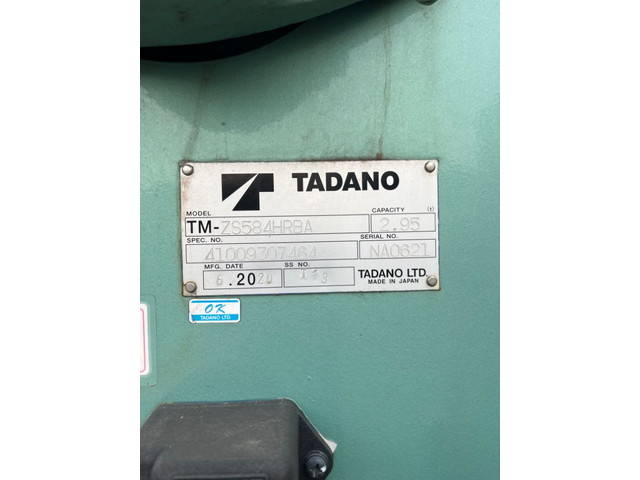 TADANO
MODEL CAPACITY (t)
TM-ZS584HRBA 2.95
SPEC. NO. SERIAL NO.
41009707464 NA0621
MFG. DATE SS NO.
6.2020 TADANO LTD.
MADE IN JAPAN
OK
TADANO LTD.